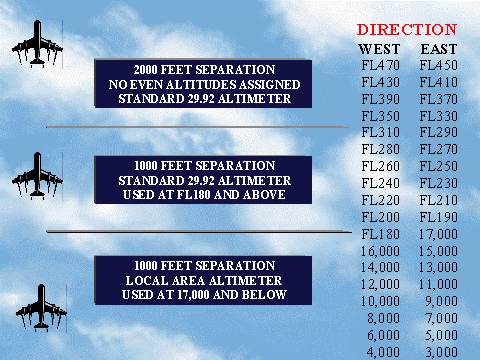 DIRECTION
WEST EAST
FL470 FL450
FL430 FL410
FL390 FL370
FL350 FL330
FL310 FL290
FL280 FL270
FL260 FL250
FL240 FL230
FL220 FL210
FL200 FL190
FL180 17,000
16,000 15,000
14,000 13,000
12,000 11,000
10,000 9,000
8,000 7,000
6,000 5,000
4,000 3,000
2000 FEET SEPARATION
NO EVEN ALTITUDES ASSIGNED
STANDARD 29.92 ALTIMETER
1000 FEET SEPARATION
STANDARD 29.92 ALTIMETER
USED AT FL180 AND ABOVE
1000 FEET SEPARATION
LOCAL AREA ALTIMETER
USED AT 17,000 AND BELOW